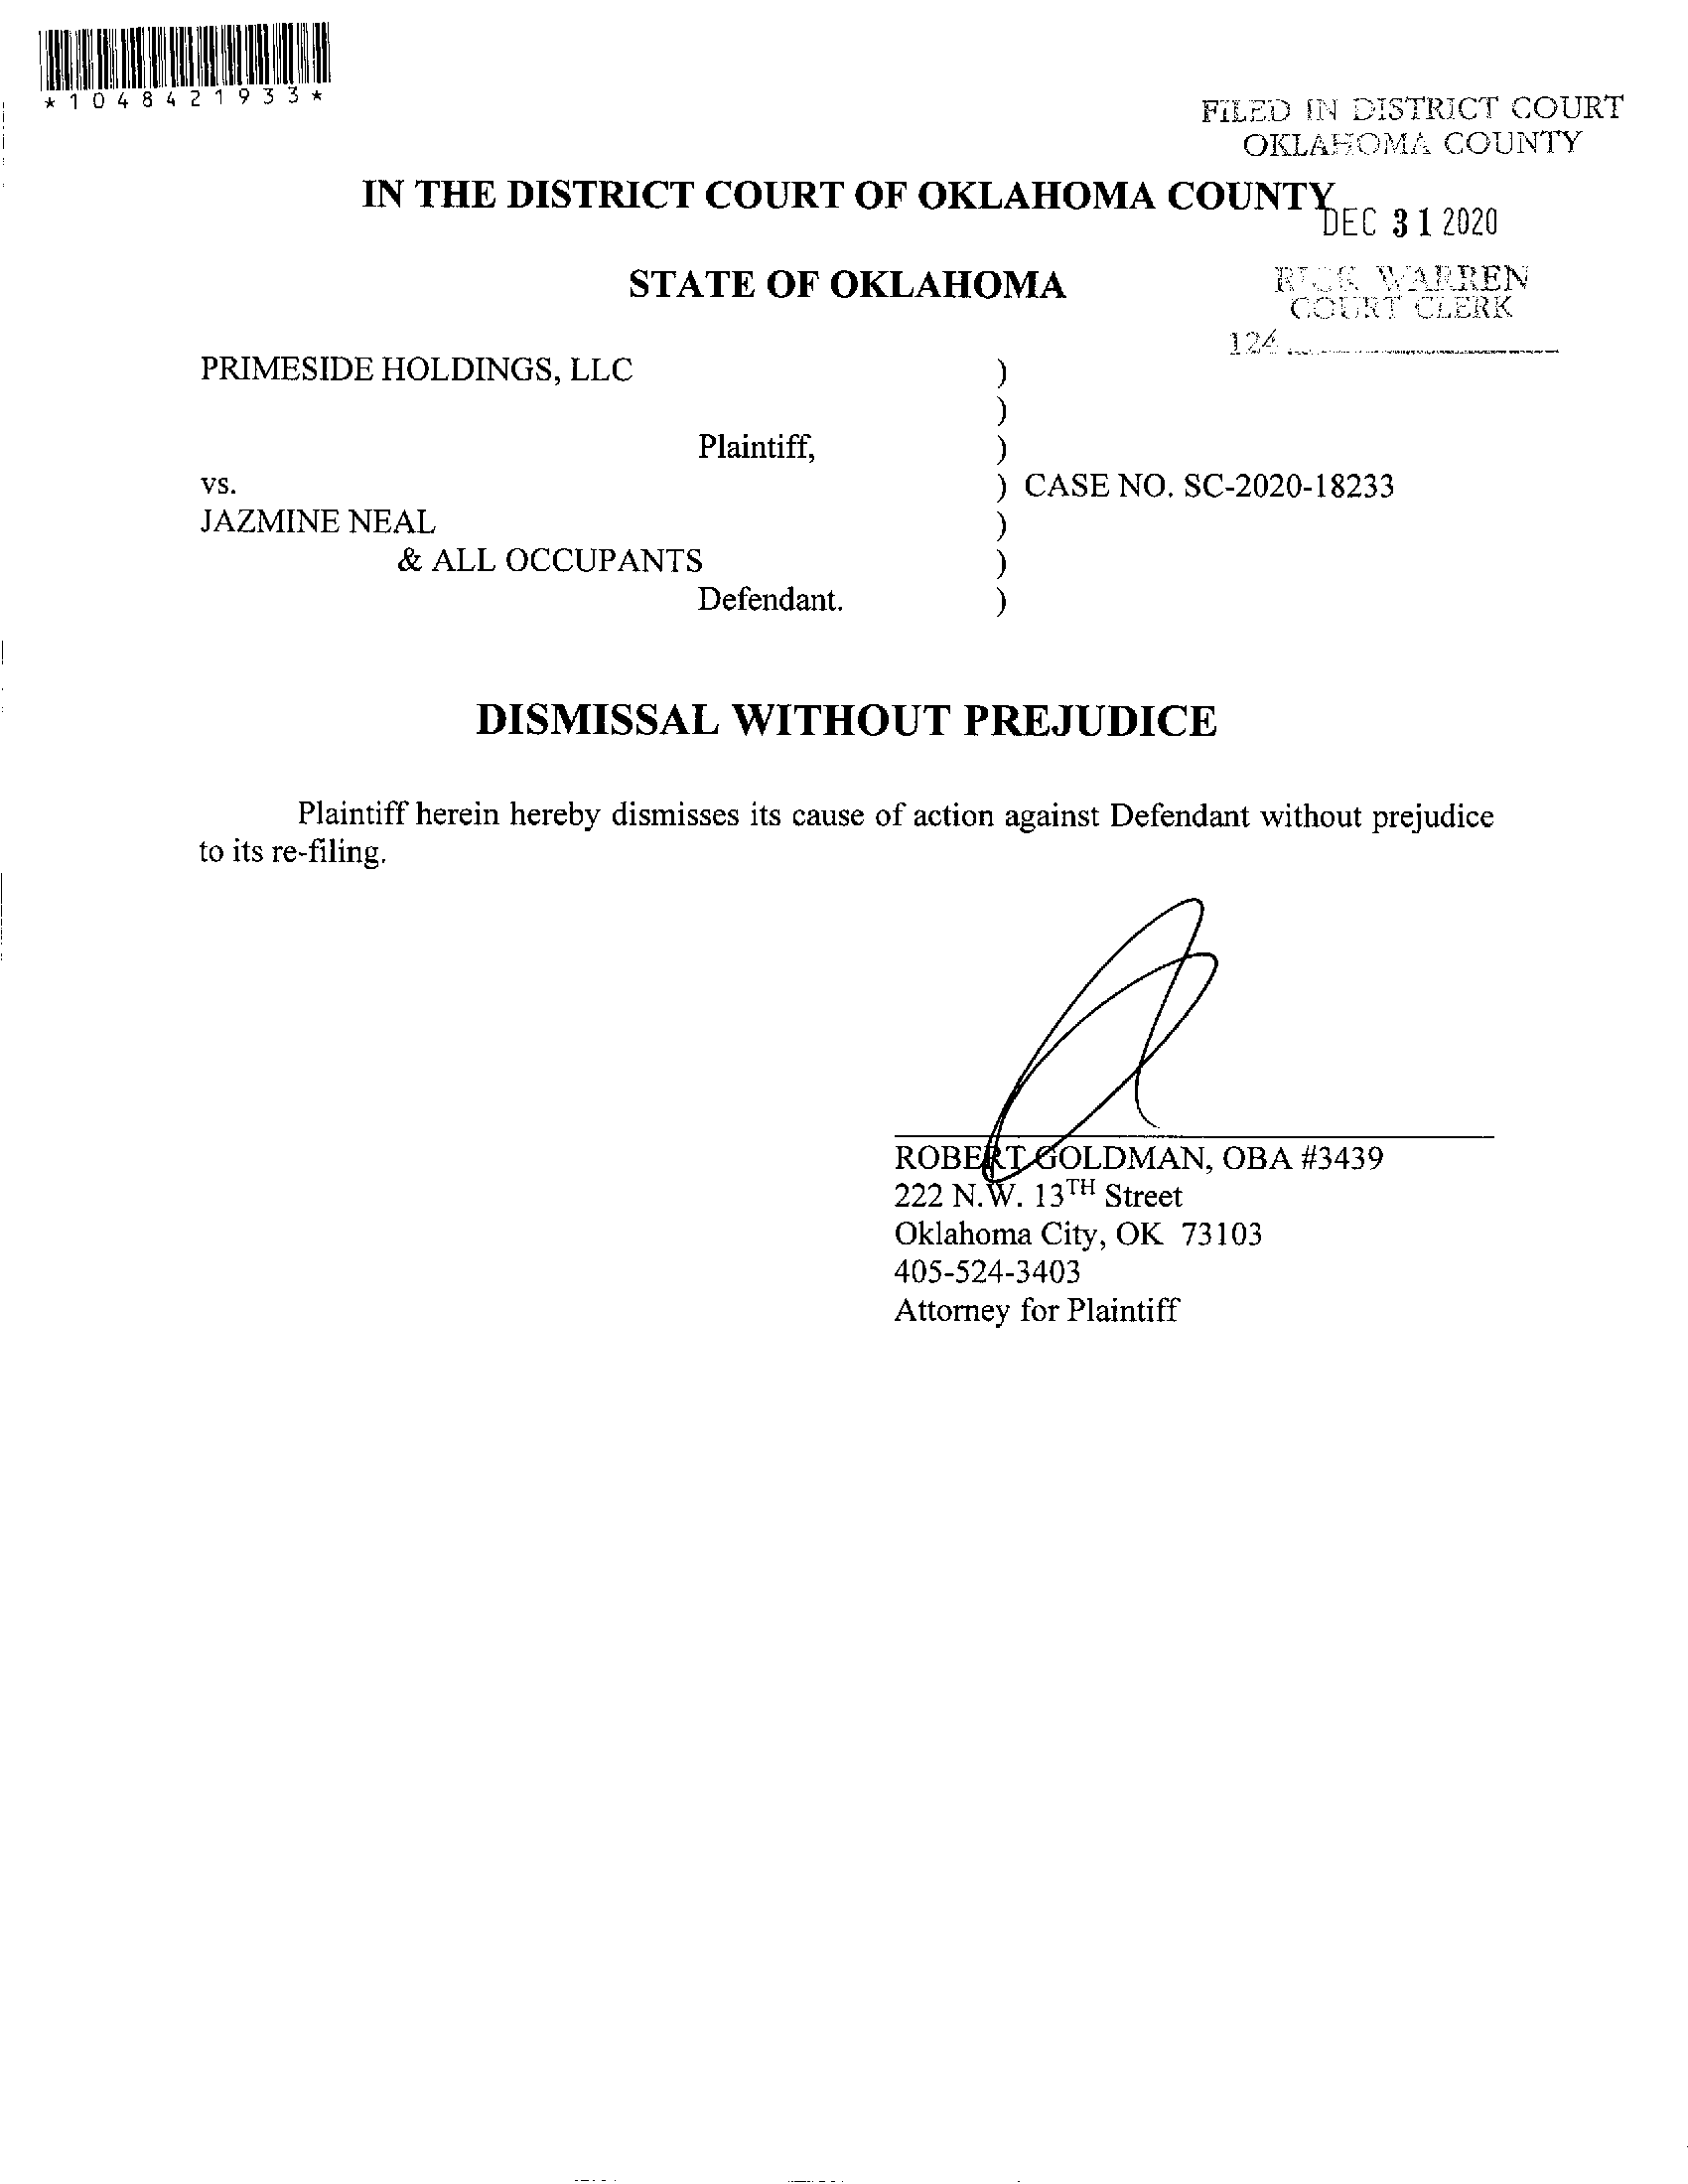 *1048421933*
FILED IN DISTRICT COURT
OKLAHOMA COUNTY
IN THE DISTRICT COURT OF OKLAHOMA COUNTY
DEC 31 2020
STATE OF OKLAHOMA
RICK WARREN
COURT CLERK
124
PRIMESIDE HOLDINGS, LLC )
)
Plaintiff, )
vs. ) CASE NO. SC-2020-18233
JAZMINE NEAL )
& ALL OCCUPANTS )
Defendant. )
DISMISSAL WITHOUT PREJUDICE
Plaintiff herein hereby dismisses its cause of action against Defendant without prejudice
to its re-filing.
ROBERT GOLDMAN, OBA #3439
222 N.W. 13TH Street
Oklahoma City, OK 73103
405-524-3403
Attorney for Plaintiff